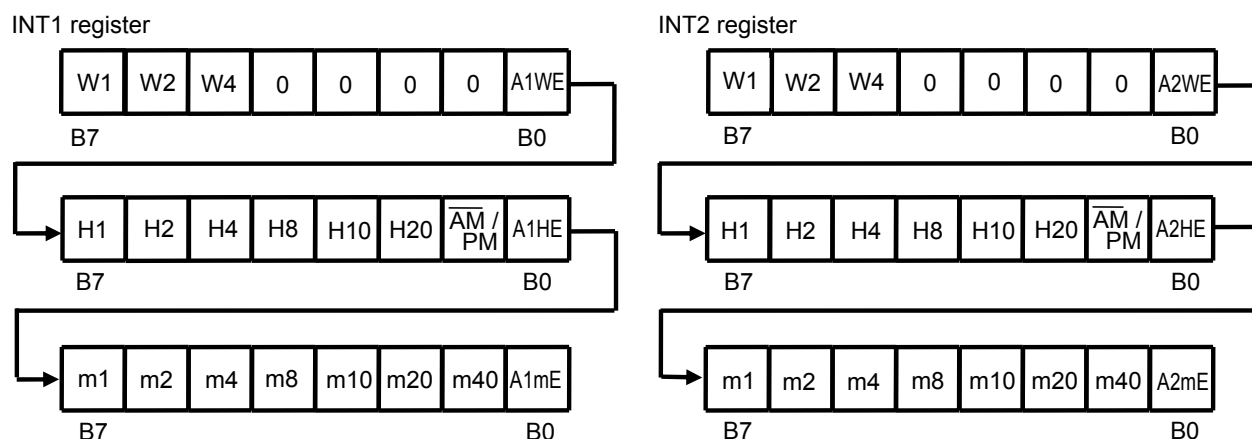 INT1 register
W1 W2 W4 0 0 0 0 A1WE
B7 B0
H1 H2 H4 H8 H10 H20 A̅M̅ / PM A1HE
B7 B0
m1 m2 m4 m8 m10 m20 m40 A1mE
B7 B0
INT2 register
W1 W2 W4 0 0 0 0 A2WE
B7 B0
H1 H2 H4 H8 H10 H20 A̅M̅ / PM A2HE
B7 B0
m1 m2 m4 m8 m10 m20 m40 A2mE
B7 B0